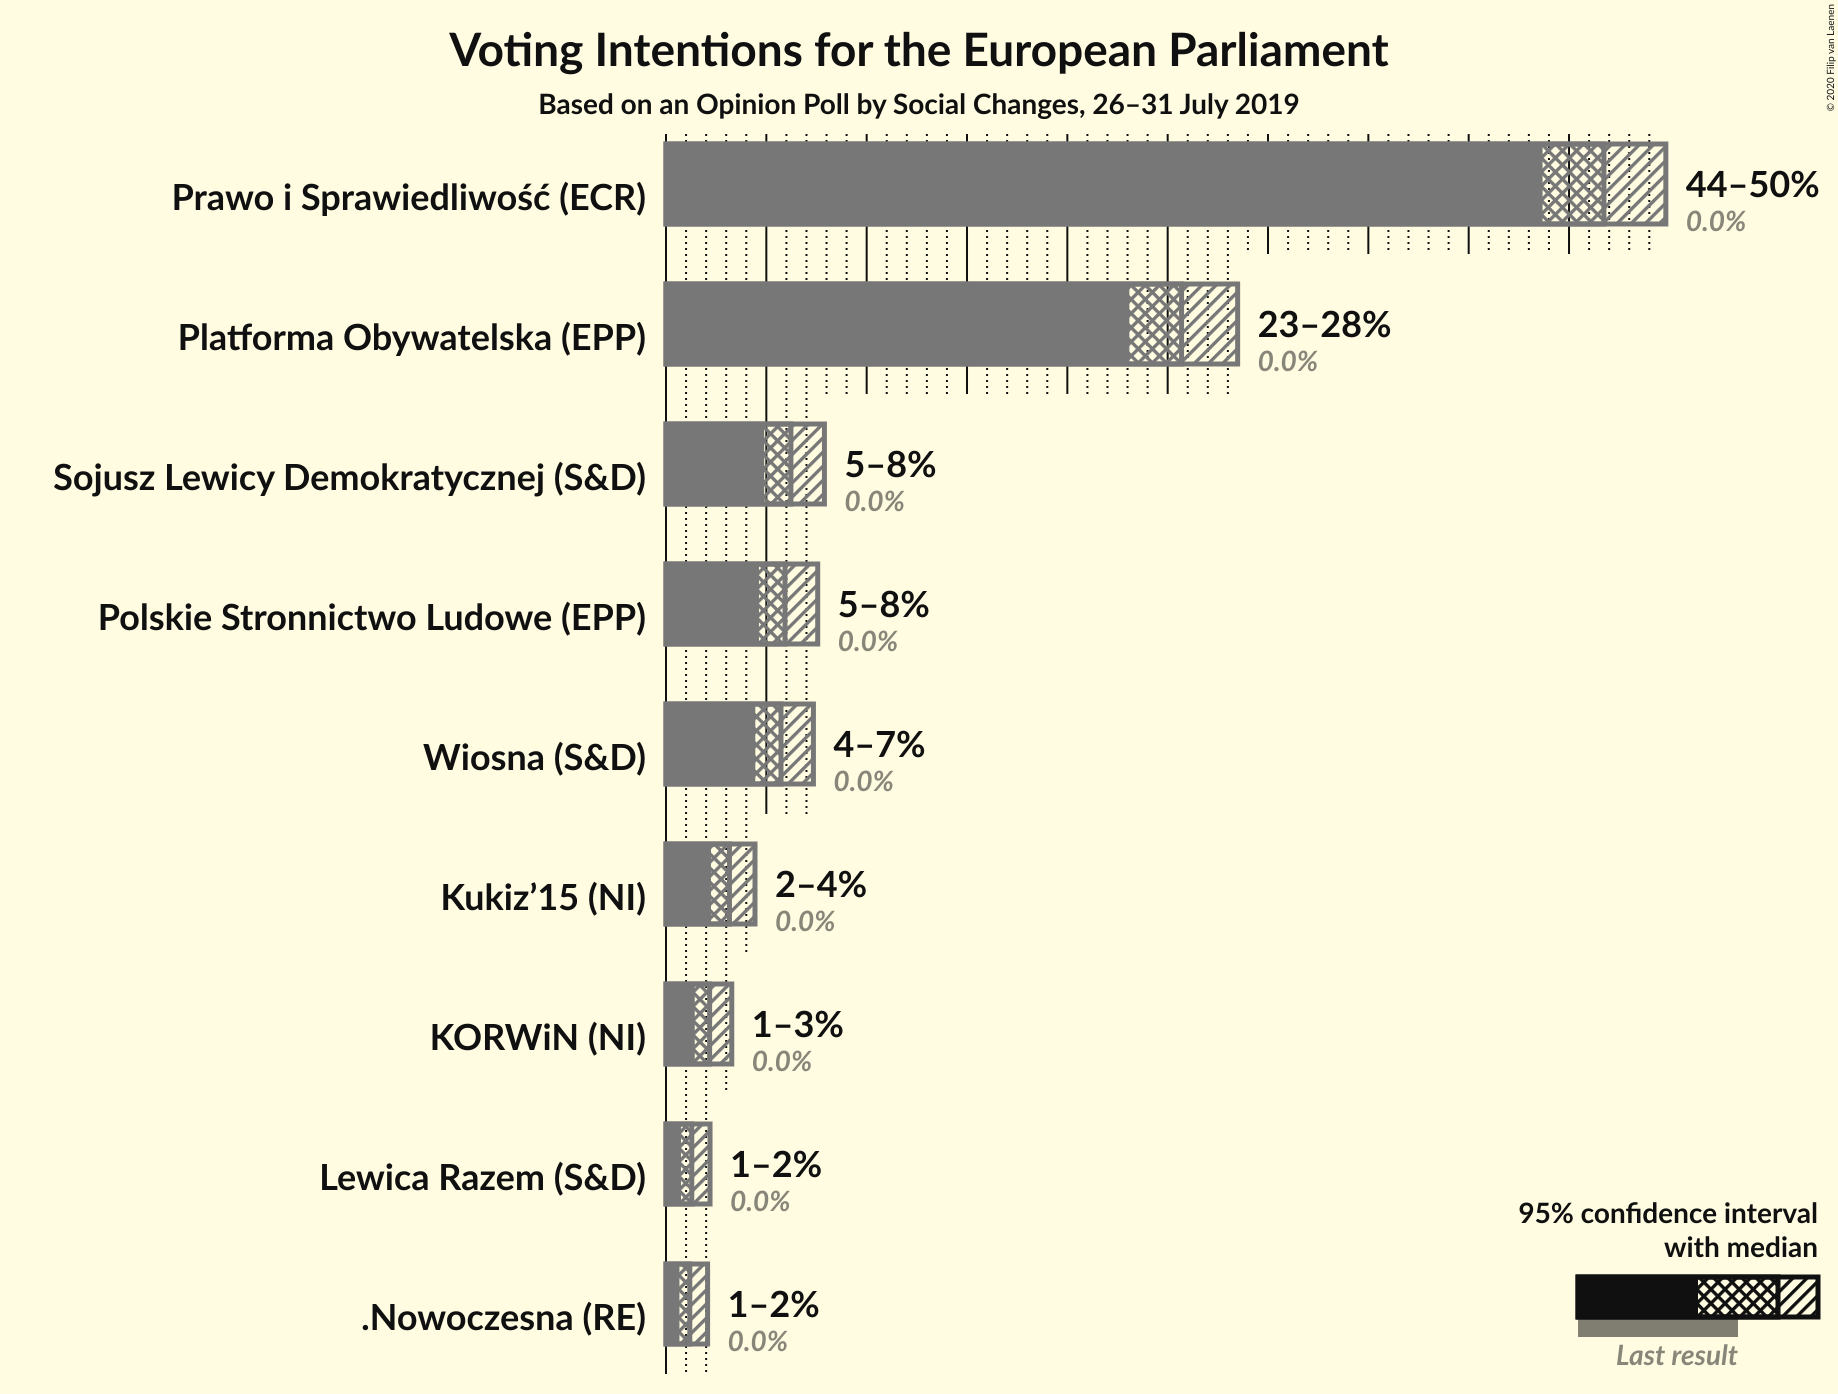 Voting Intentions for the European Parliament
Based on an Opinion Poll by Social Changes, 26–31 July 2019
© 2020 Filip van Laenen
Prawo i Sprawiedliwość (ECR)
44–50%
0.0%
Platforma Obywatelska (EPP)
23–28%
0.0%
Sojusz Lewicy Demokratycznej (S&D)
5–8%
0.0%
Polskie Stronnictwo Ludowe (EPP)
5–8%
0.0%
Wiosna (S&D)
4–7%
0.0%
Kukiz’15 (NI)
2–4%
0.0%
KORWiN (NI)
1–3%
0.0%
Lewica Razem (S&D)
1–2%
0.0%
.Nowoczesna (RE)
1–2%
0.0%
95% confidence interval
with median
Last result